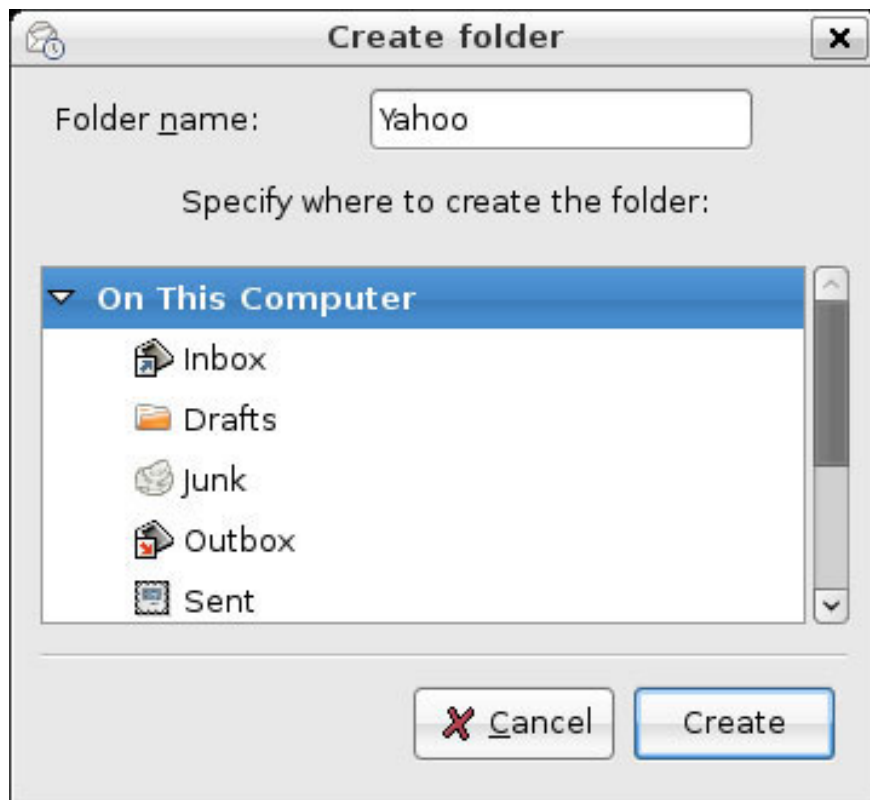 Create folder
Folder name: Yahoo
Specify where to create the folder:
On This Computer
Inbox
Drafts
Junk
Outbox
Sent
Cancel Create